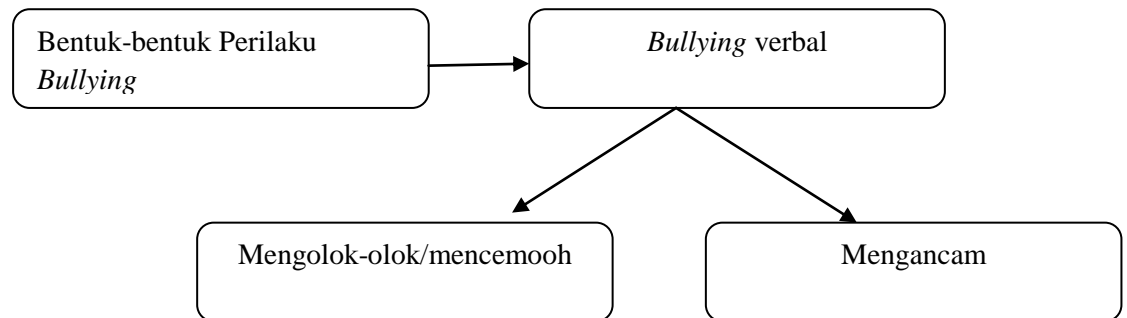 Bentuk-bentuk Perilaku
Bullying
Bullying verbal
Mengolok-olok/mencemooh
Mengancam